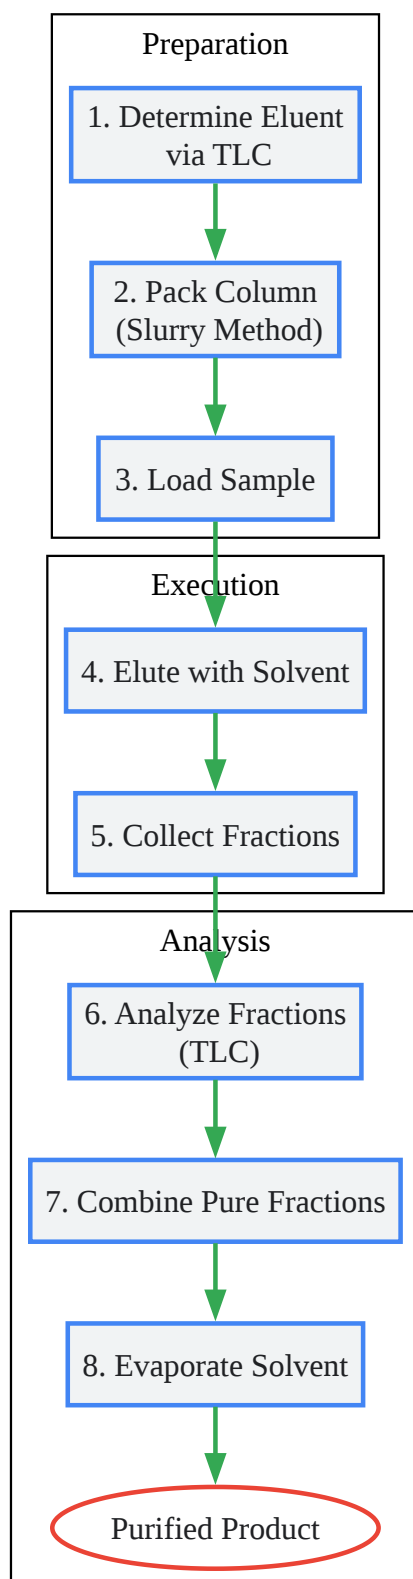 Preparation
1. Determine Eluent
via TLC
2. Pack Column
(Slurry Method)
3. Load Sample
Execution
4. Elute with Solvent
5. Collect Fractions
Analysis
6. Analyze Fractions
(TLC)
7. Combine Pure Fractions
8. Evaporate Solvent
Purified Product